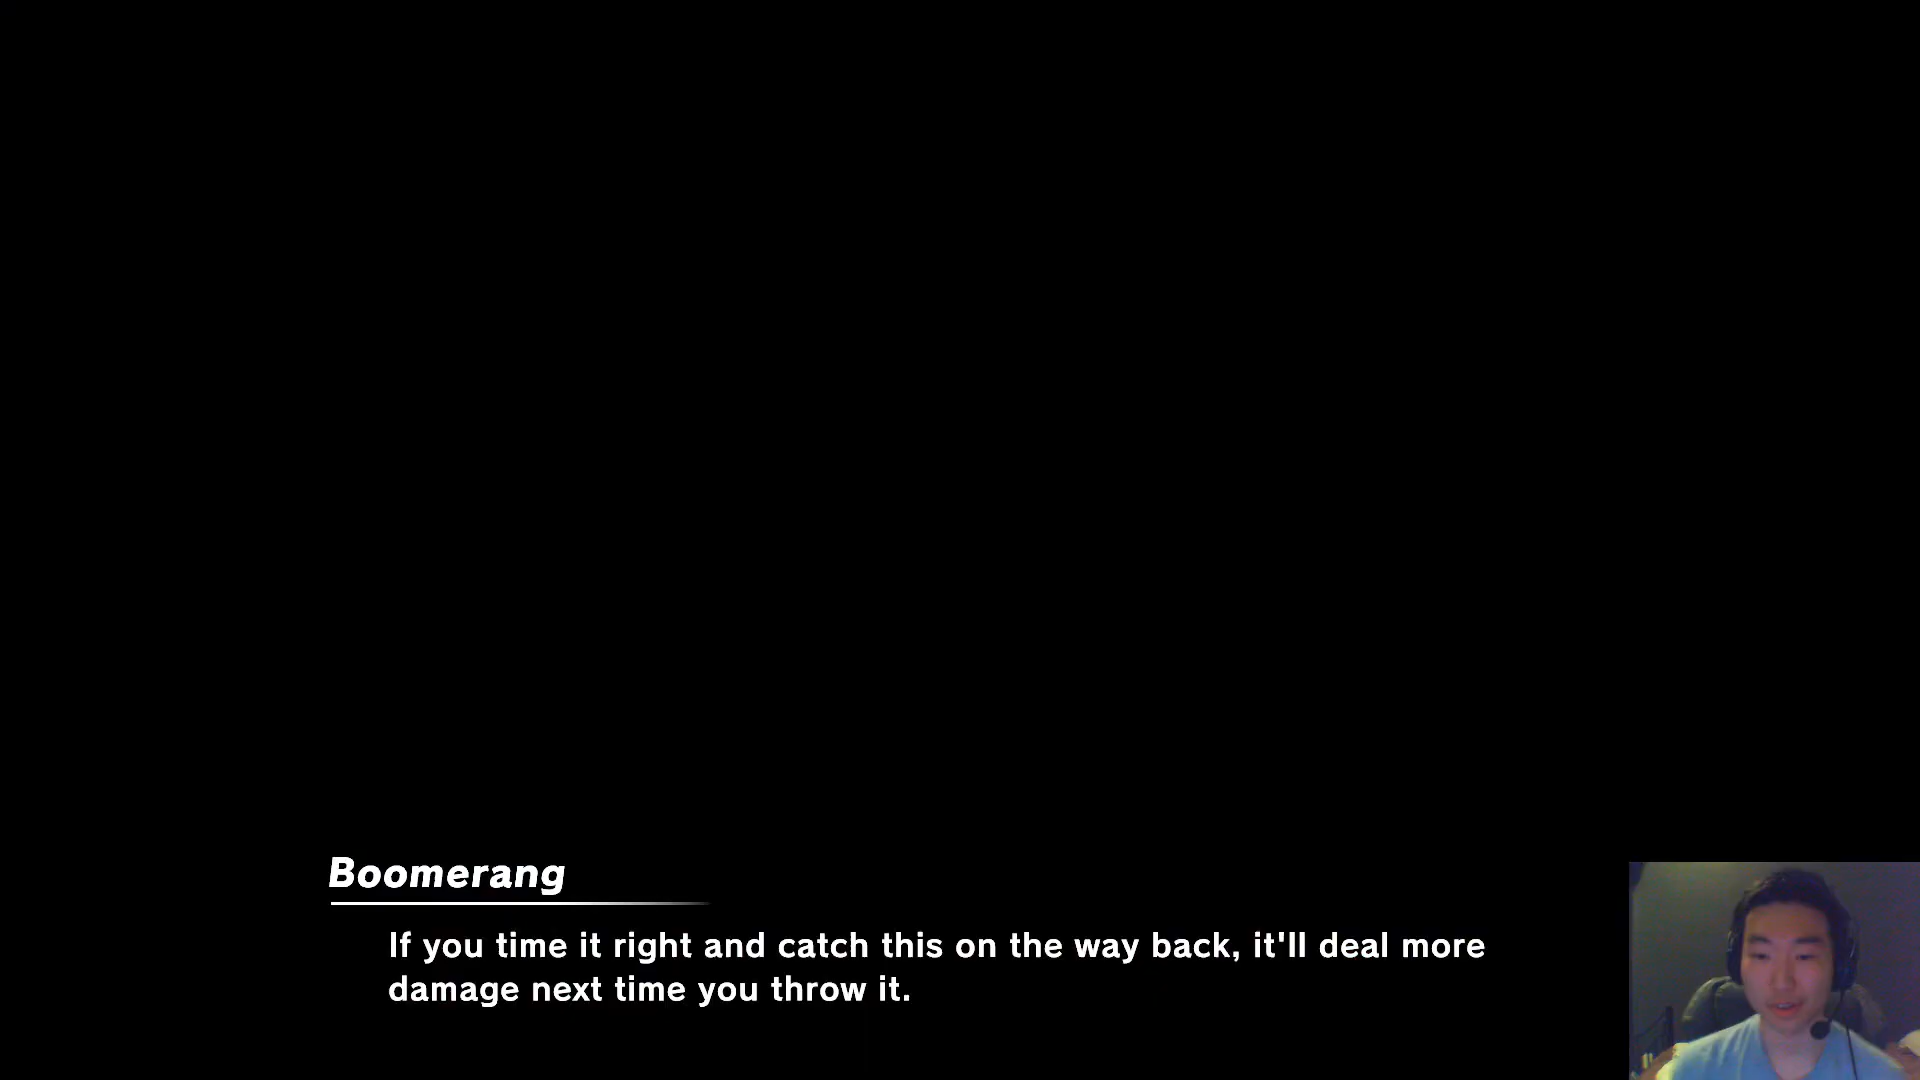 Boomerang
If you time it right and catch this on the way back, it'll deal more
damage next time you throw it.